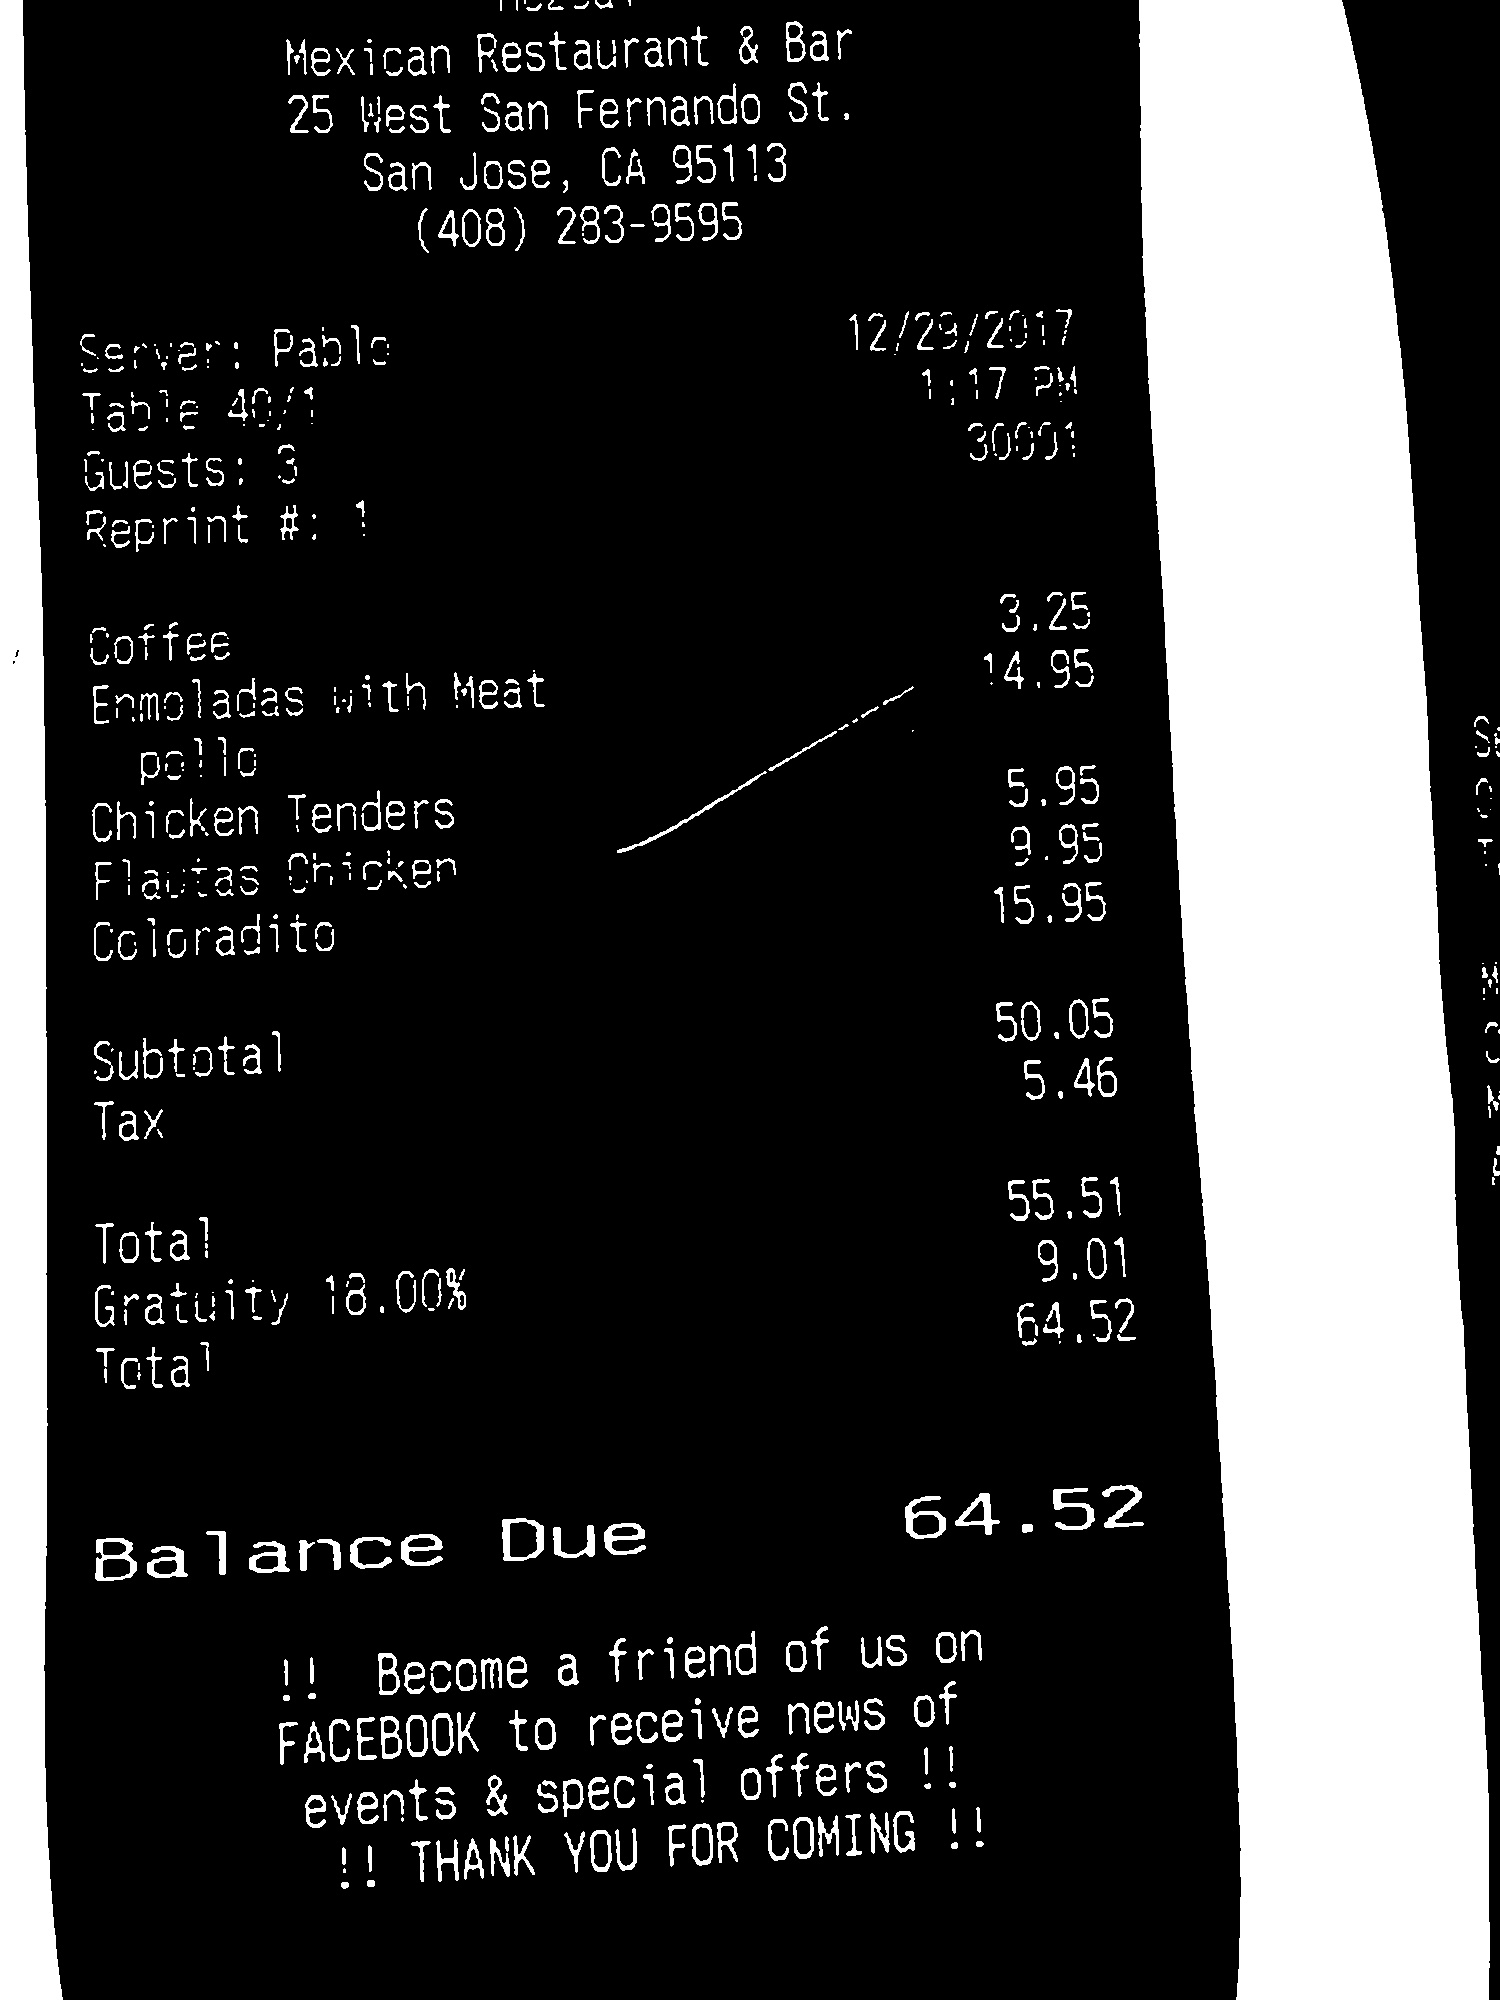 Mexican Restaurant & Bar
25 West San Fernando St.
San Jose, CA 95113
(408) 283-9595
Server: Pablo 12/29/2017
Table 40/1 1:17 PM
Guests: 3 30001
Reprint #: 1
Coffee 3.25
Enmoladas with Meat 14.95
pollo
Chicken Tenders 5.95
Flautas Chicken 9.95
Coloradito 15.95
Subtotal 50.05
Tax 5.46
Total 55.51
Gratuity 18.00% 9.01
Total 64.52
Balance Due 64.52
!! Become a friend of us on
FACEBOOK to receive news of
events & special offers !!
!! THANK YOU FOR COMING !!